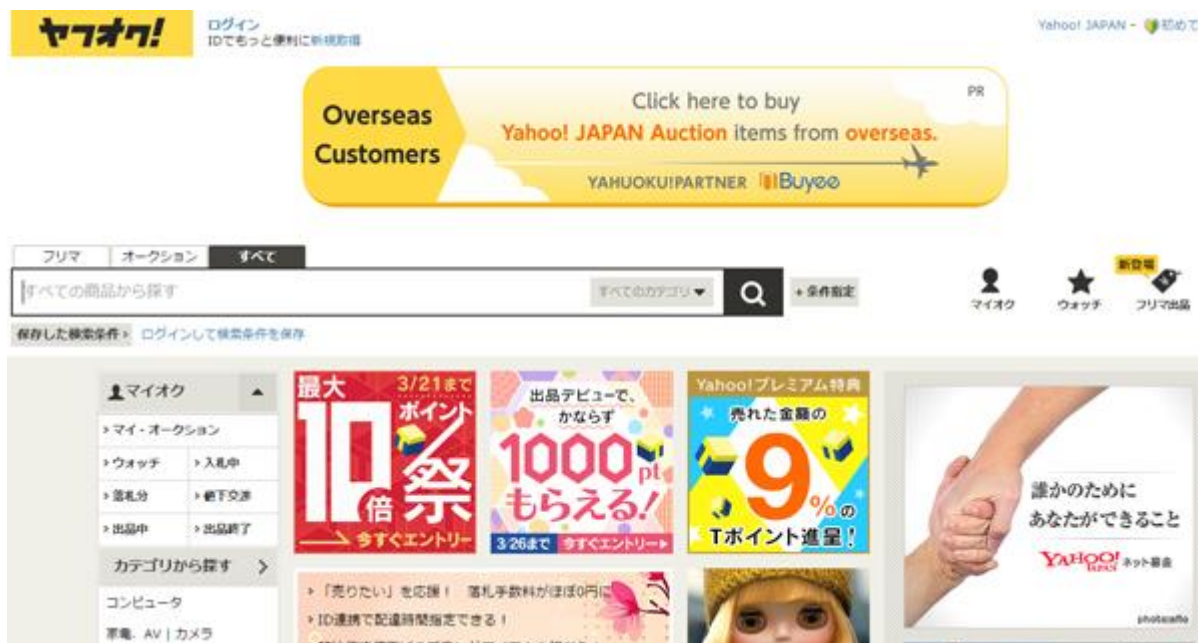 ヤフオク!
ログイン
IDでもっと便利に新規取得
Yahoo! JAPAN - 初めて
Overseas
Customers
Click here to buy
Yahoo! JAPAN Auction items from overseas.
YAHUOKU!PARTNER Buyee
PR
フリマ オークション すべて
すべての商品から探す
すべてのカテゴリ
+条件指定
マイオク
ウォッチ
新登場
フリマ出品
保存した検索条件
ログインして検索条件を保存
マイオク
マイ・オークション
ウォッチ 入札中
落札分 値下交渉
出品中 出品終了
カテゴリから探す
コンピュータ
家電、AV | カメラ
最大
3/21まで
10倍
ポイント
祭
今すぐエントリー
出品デビューで、
かならず
1000pt
もらえる!
3/26まで 今すぐエントリー
Yahoo!プレミアム特典
売れた金額の
9%の
Tポイント進呈!
誰かのために
あなたができること
YAHOO! JAPAN ネット募金
photocafe
「売りたい」を応援! 落札手数料がほぼ0円に
ID連携で配達時間指定できる!